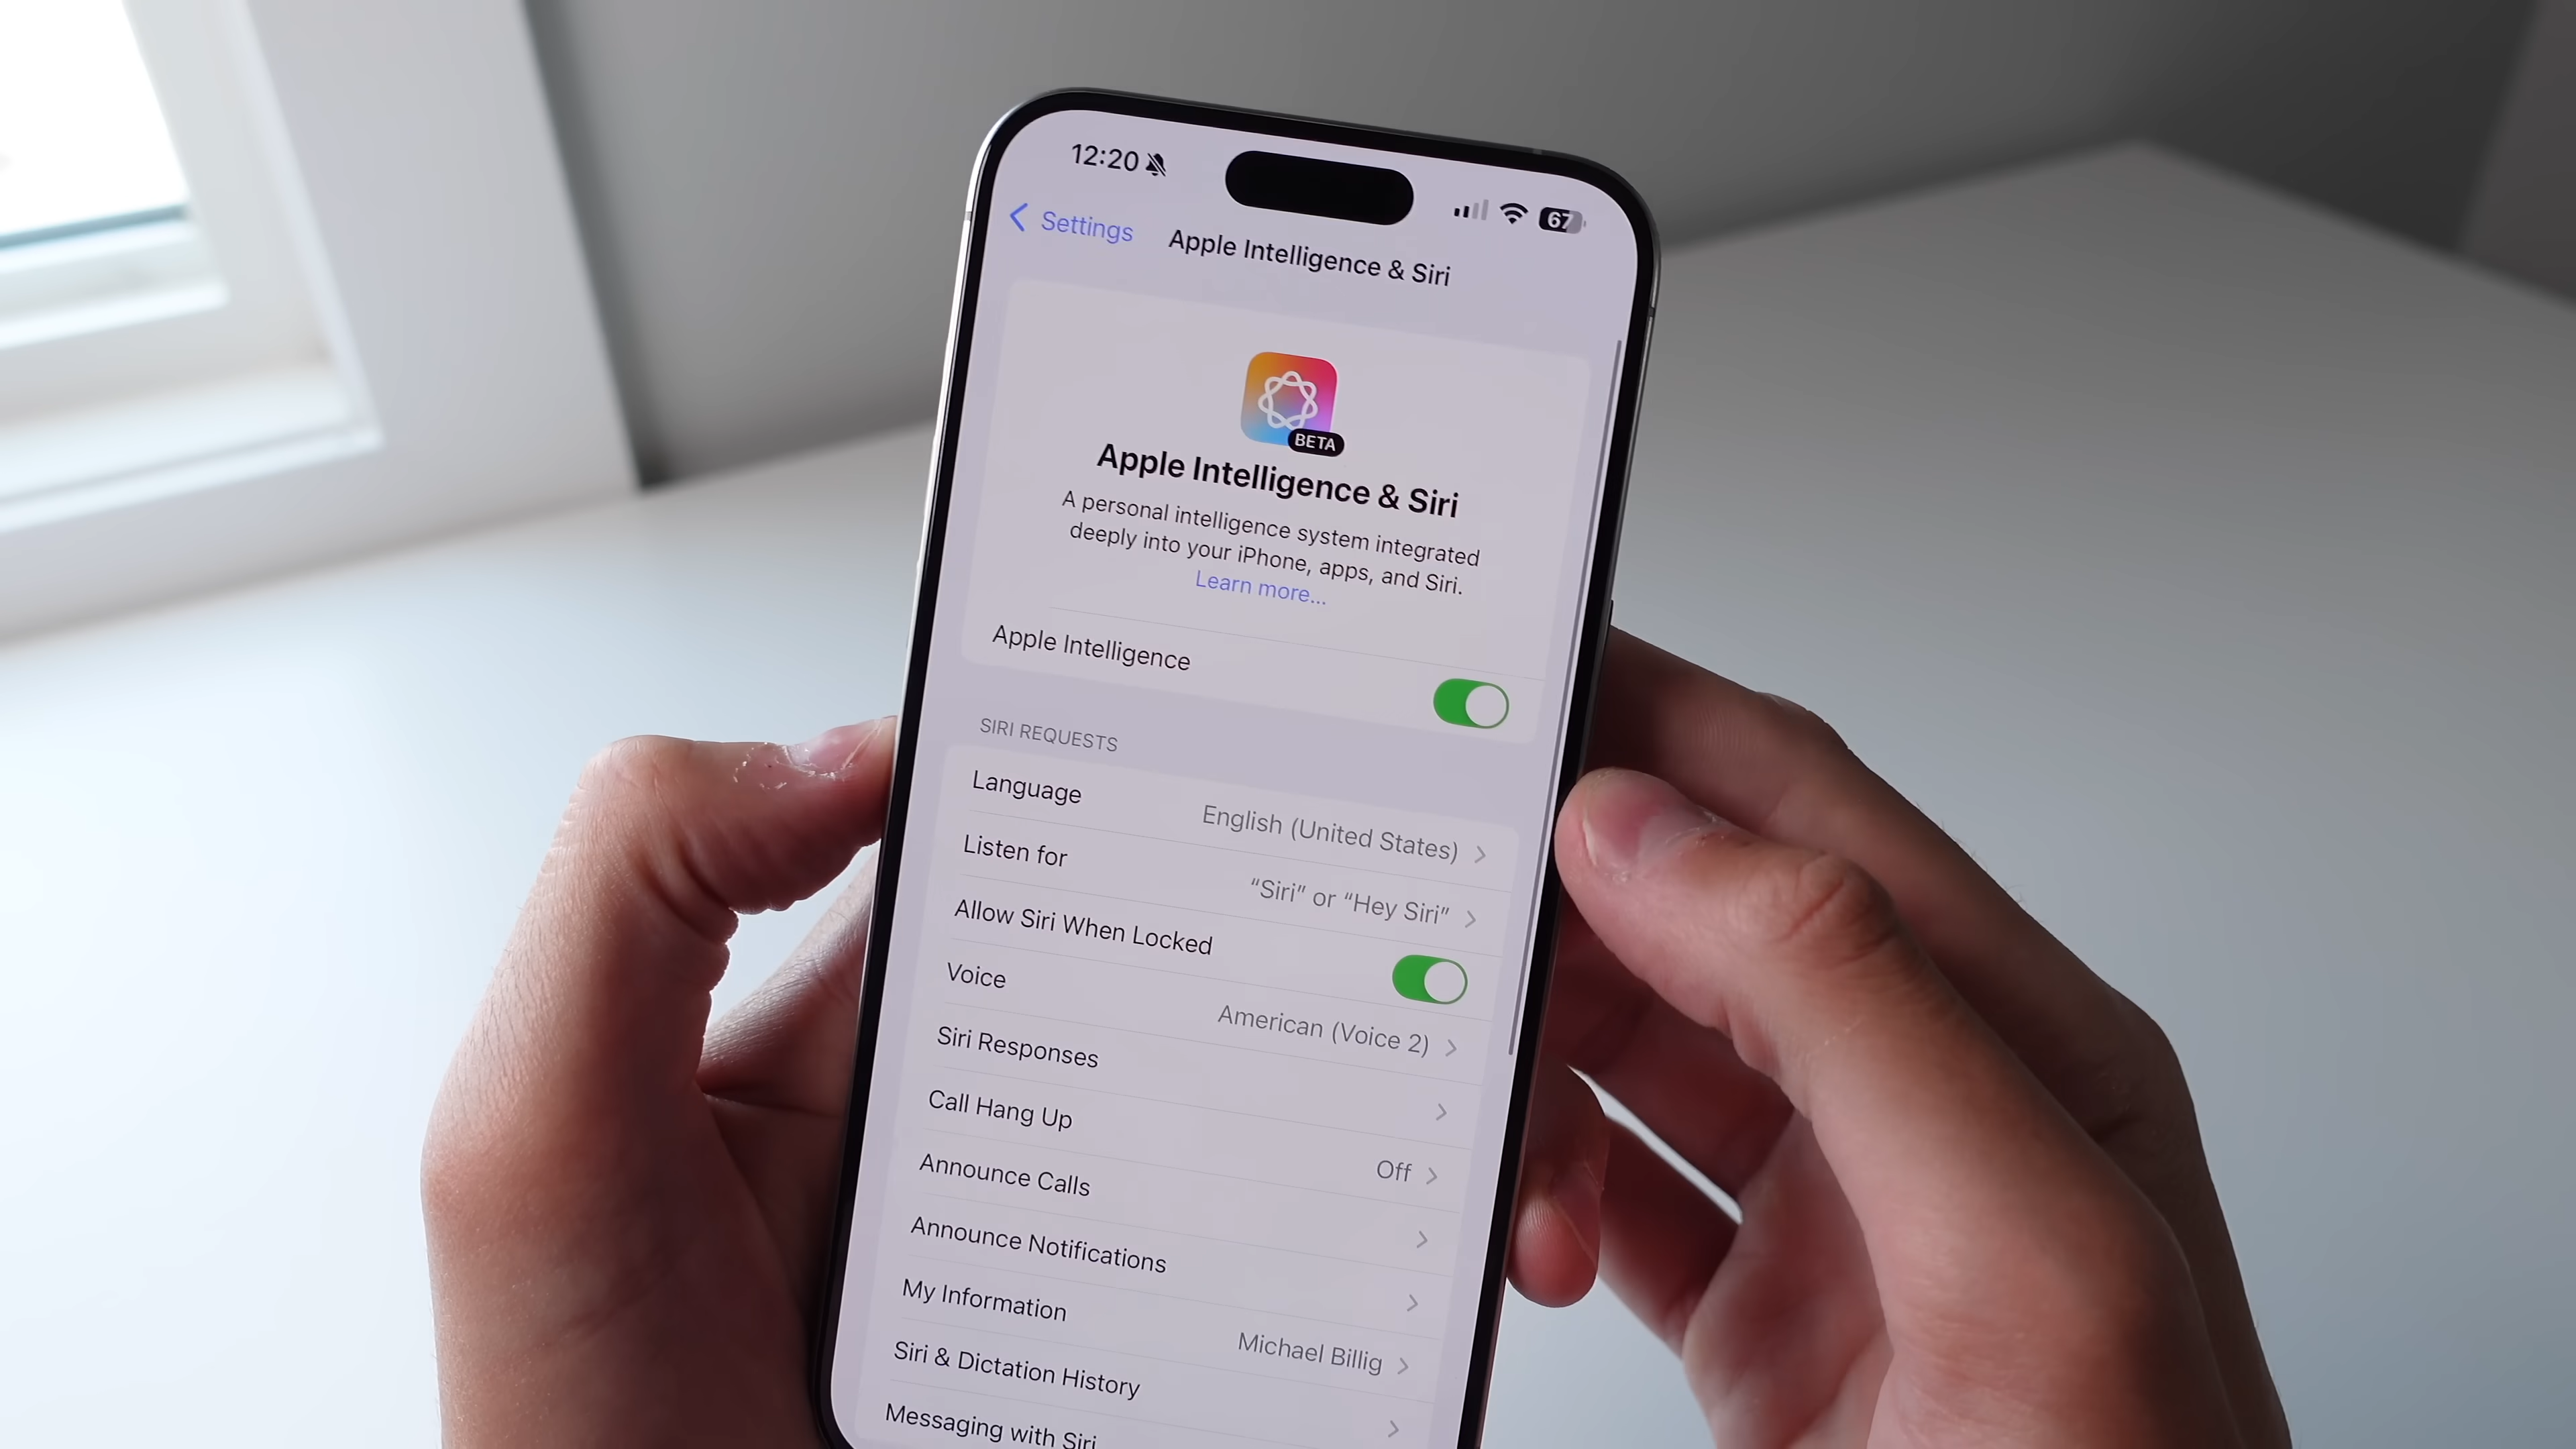 12:20
67
Settings
Apple Intelligence & Siri
BETA
Apple Intelligence & Siri
A personal intelligence system integrated
deeply into your iPhone, apps, and Siri.
Learn more...
Apple Intelligence
SIRI REQUESTS
Language English (United States)
Listen for “Siri” or “Hey Siri”
Allow Siri When Locked
Voice American (Voice 2)
Siri Responses
Call Hang Up Off
Announce Calls
Announce Notifications
My Information Michael Billig
Siri & Dictation History
Messaging with Siri